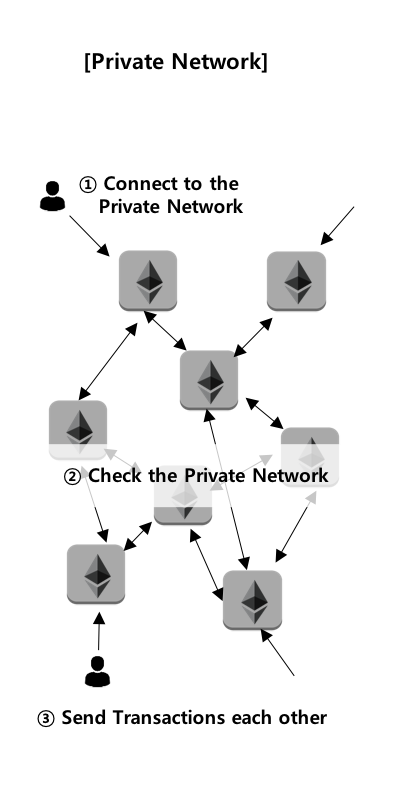 [Private Network]
① Connect to the
Private Network
② Check the Private Network
③ Send Transactions each other